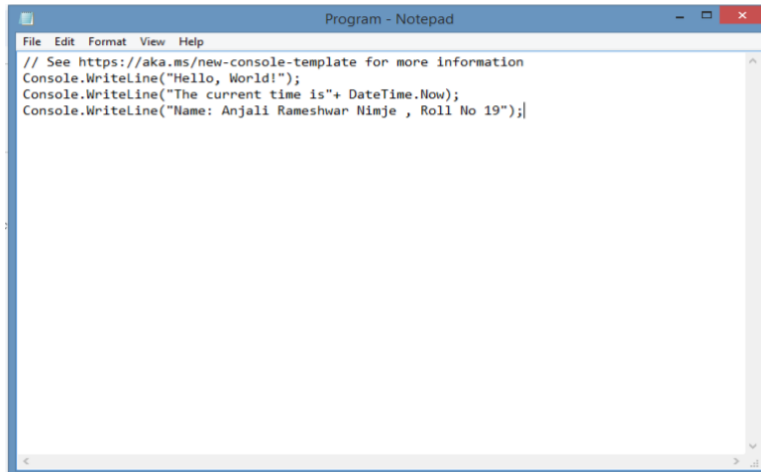 Program - Notepad
File Edit Format View Help
// See https://aka.ms/new-console-template for more information
Console.WriteLine("Hello, World!");
Console.WriteLine("The current time is"+ DateTime.Now);
Console.WriteLine("Name: Anjali Rameshwar Nimje , Roll No 19");